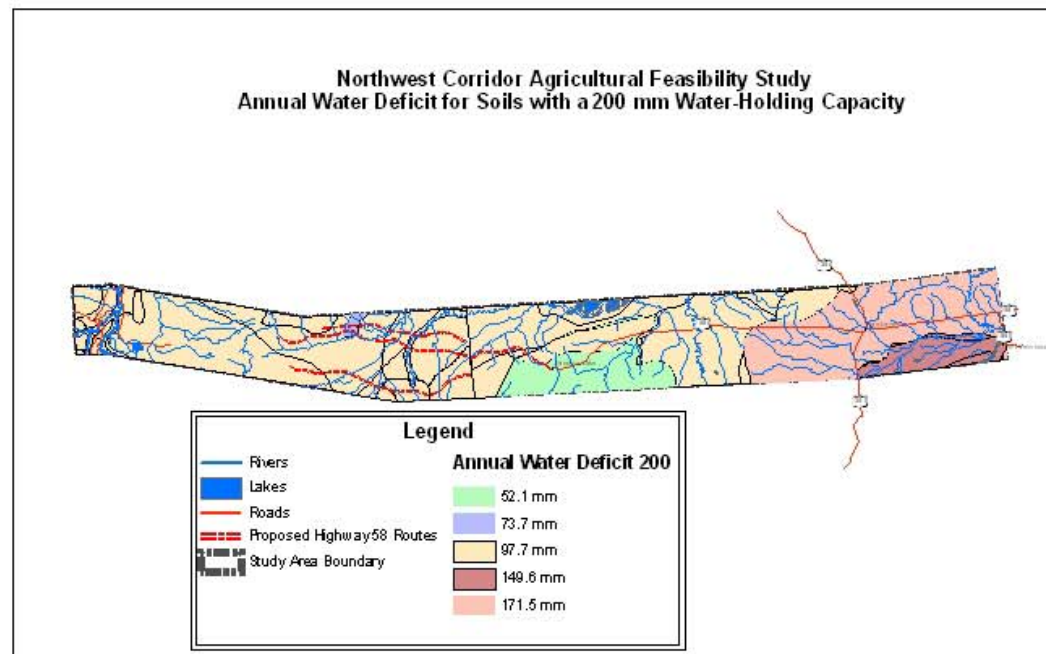 Northwest Corridor Agricultural Feasibility Study
Annual Water Deficit for Soils with a 200 mm Water-Holding Capacity
Legend
Rivers
Lakes
Roads
Proposed Highway 58 Routes
Study Area Boundary
Annual Water Deficit 200
52.1 mm
73.7 mm
97.7 mm
149.6 mm
171.5 mm